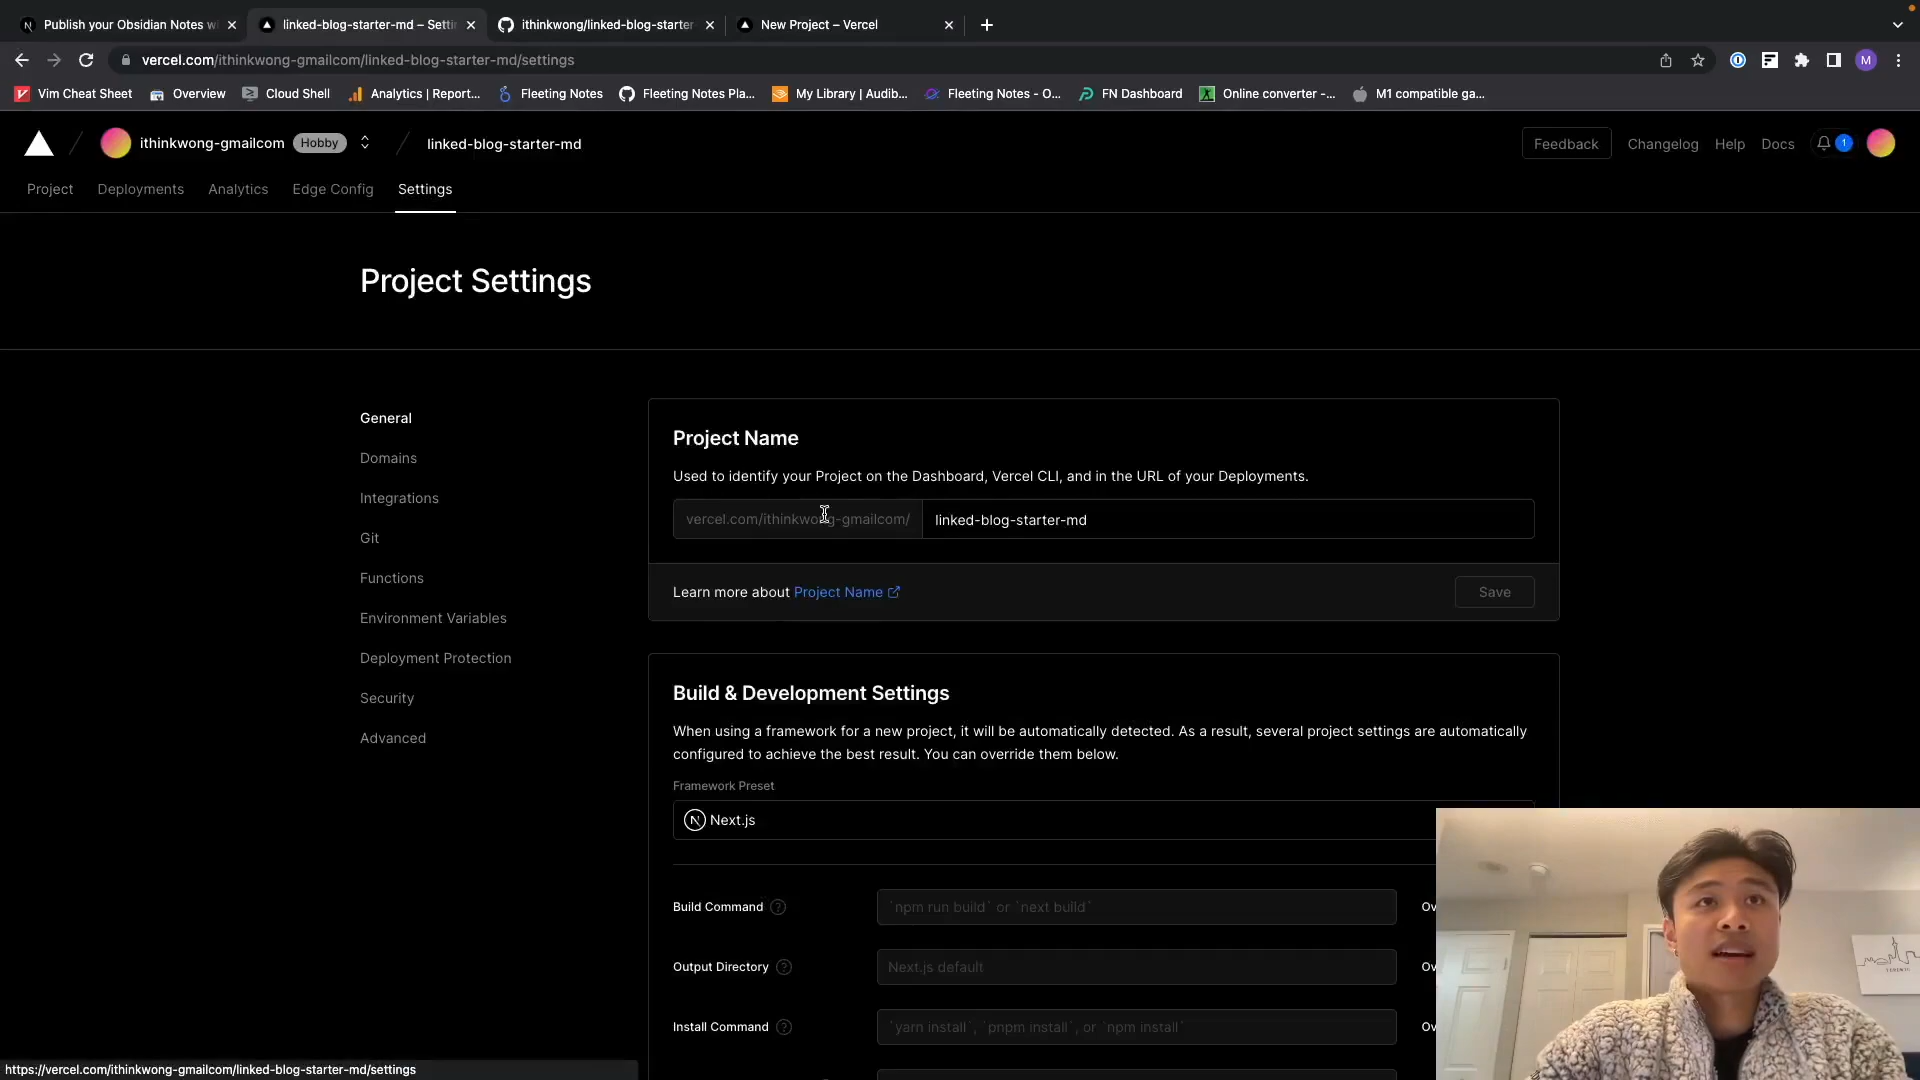 Publish your Obsidian Notes w
linked-blog-starter-md – Setti
ithinkwong/linked-blog-starter
New Project – Vercel
vercel.com/ithinkwong-gmailcom/linked-blog-starter-md/settings
M
Vim Cheat Sheet
Overview
Cloud Shell
Analytics | Report...
Fleeting Notes
Fleeting Notes Pla...
My Library | Audib...
Fleeting Notes - O...
FN Dashboard
Online converter -...
M1 compatible ga...
ithinkwong-gmailcom
Hobby
linked-blog-starter-md
Feedback
Changelog
Help
Docs
1
Project
Deployments
Analytics
Edge Config
Settings
Project Settings
General
Domains
Integrations
Git
Functions
Environment Variables
Deployment Protection
Security
Advanced
Project Name
Used to identify your Project on the Dashboard, Vercel CLI, and in the URL of your Deployments.
vercel.com/ithinkwong-gmailcom/
linked-blog-starter-md
Learn more about Project Name
Save
Build & Development Settings
When using a framework for a new project, it will be automatically detected. As a result, several project settings are automatically
configured to achieve the best result. You can override them below.
Framework Preset
N Next.js
Build Command ?
`npm run build` or `next build`
Ov
Output Directory ?
Next.js default
Ov
Install Command ?
`yarn install`, `pnpm install`, or `npm install`
Ov
TORONTO
https://vercel.com/ithinkwong-gmailcom/linked-blog-starter-md/settings